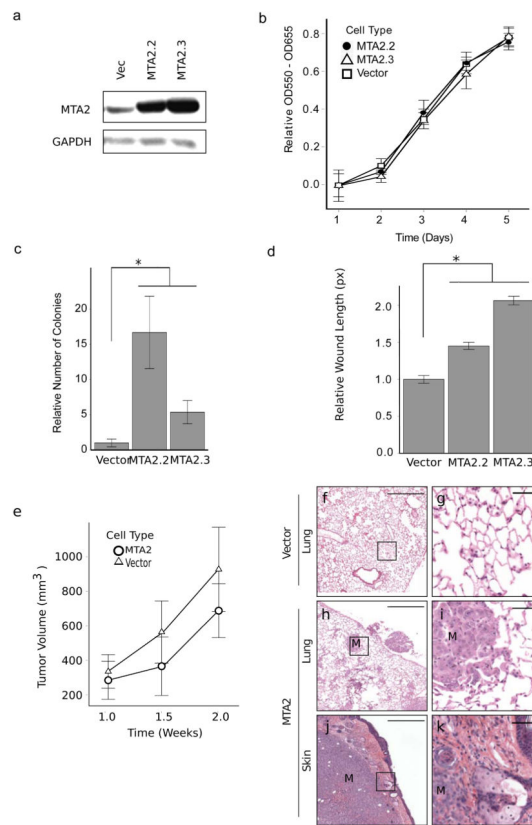 a
Vec
MTA2.2
MTA2.3
MTA2
GAPDH
b
Relative OD550 - OD655
0.8
0.6
0.4
0.2
0.0
Cell Type
MTA2.2
MTA2.3
Vector
1 2 3 4 5
Time (Days)
c
Relative Number of Colonies
20
15
10
5
0
*
Vector MTA2.2 MTA2.3
d
Relative Wound Length (px)
2.0
1.5
1.0
0.0
*
Vector MTA2.2 MTA2.3
e
Tumor Volume (mm3)
1000
800
600
400
200
Cell Type
MTA2
Vector
1.0 1.5 2.0
Time (Weeks)
Vector
Lung
f
g
MTA2
Lung
h
M
i
M
Skin
j
M
k
M